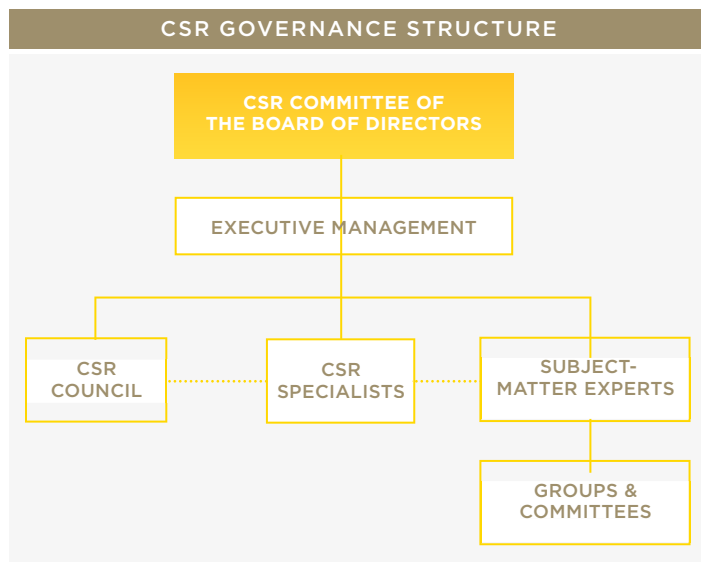 CSR GOVERNANCE STRUCTURE
CSR COMMITTEE OF
THE BOARD OF DIRECTORS
EXECUTIVE MANAGEMENT
CSR
COUNCIL
CSR
SPECIALISTS
SUBJECT-
MATTER EXPERTS
GROUPS &
COMMITTEES